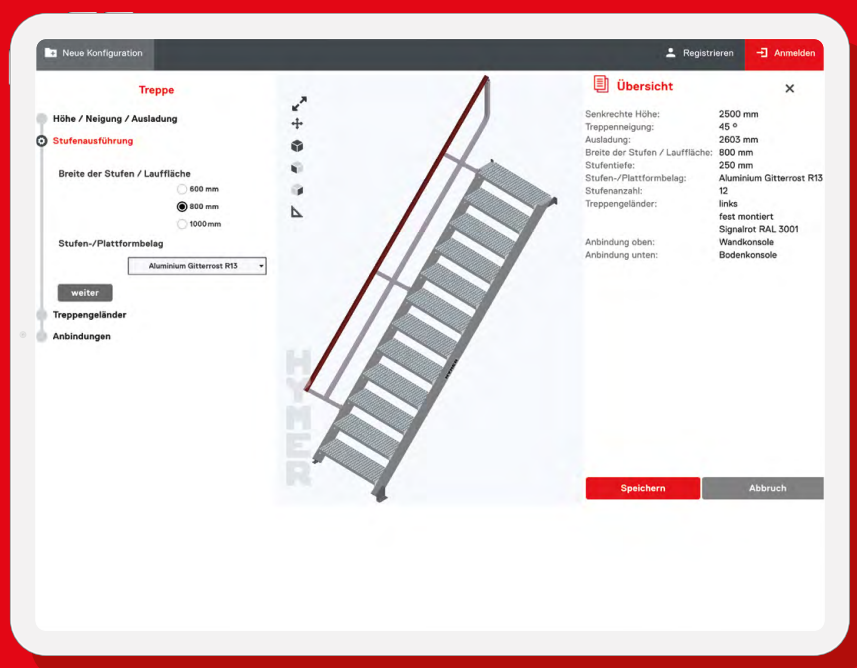 Neue Konfiguration
Registrieren
Anmelden
Treppe
Höhe / Neigung / Ausladung
Stufenausführung
Breite der Stufen / Lauffläche
600 mm
800 mm
1000 mm
Stufen-/Plattformbelag
Aluminium Gitterrost R13
weiter
Treppengeländer
Anbindungen
HYMER
HYMER
Übersicht
Senkrechte Höhe: 2500 mm
Treppenneigung: 45 °
Ausladung: 2603 mm
Breite der Stufen / Lauffläche: 800 mm
Stufentiefe: 250 mm
Stufen-/Plattformbelag: Aluminium Gitterrost R13
Stufenanzahl: 12
Treppengeländer: links
fest montiert
Signalrot RAL 3001
Anbindung oben: Wandkonsole
Anbindung unten: Bodenkonsole
Speichern
Abbruch